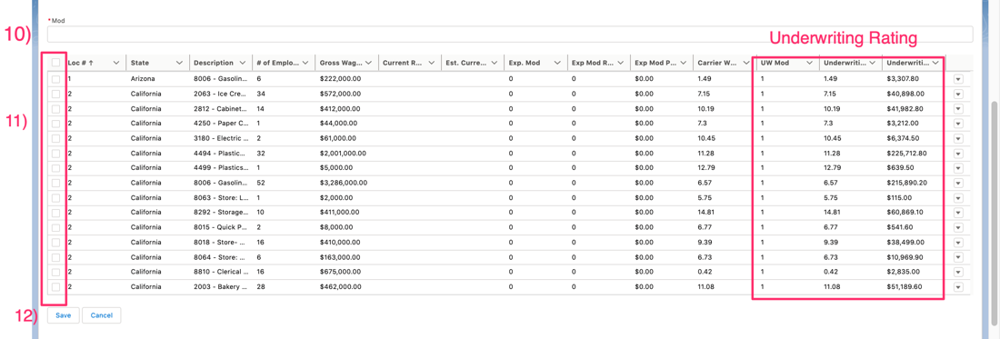 *Mod
10)
Underwriting Rating
Loc # ↑ State Description # of Emplo... Gross Wag... Current R... Est. Curre... Exp. Mod Exp Mod R... Exp Mod P... Carrier W... UW Mod Underwriti... Underwriti...
1 Arizona 8006 - Gasolin... 6 $222,000.00 0 0 $0.00 1.49 1 1.49 $3,307.80
2 California 2063 - Ice Cre... 34 $572,000.00 0 0 $0.00 7.15 1 7.15 $40,898.00
2 California 2812 - Cabinet... 14 $412,000.00 0 0 $0.00 10.19 1 10.19 $41,982.80
11)
2 California 4250 - Paper C... 1 $44,000.00 0 0 $0.00 7.3 1 7.3 $3,212.00
2 California 3180 - Electric ... 2 $61,000.00 0 0 $0.00 10.45 1 10.45 $6,374.50
2 California 4494 - Plastic... 32 $2,001,000.00 0 0 $0.00 11.28 1 11.28 $225,712.80
2 California 4499 - Plastics... 1 $5,000.00 0 0 $0.00 12.79 1 12.79 $639.50
2 California 8006 - Gasolin... 52 $3,286,000.00 0 0 $0.00 6.57 1 6.57 $215,890.20
2 California 8063 - Store: L... 1 $2,000.00 0 0 $0.00 5.75 1 5.75 $115.00
2 California 8292 - Storage... 10 $411,000.00 0 0 $0.00 14.81 1 14.81 $60,869.10
2 California 8015 - Quick P... 2 $8,000.00 0 0 $0.00 6.77 1 6.77 $541.60
2 California 8018 - Store- ... 16 $410,000.00 0 0 $0.00 9.39 1 9.39 $38,499.00
2 California 8064 - Store: ... 6 $163,000.00 0 0 $0.00 6.73 1 6.73 $10,969.90
2 California 8810 - Clerical ... 16 $675,000.00 0 0 $0.00 0.42 1 0.42 $2,835.00
2 California 2003 - Bakery ... 28 $462,000.00 0 0 $0.00 11.08 1 11.08 $51,189.60
12)
Save Cancel